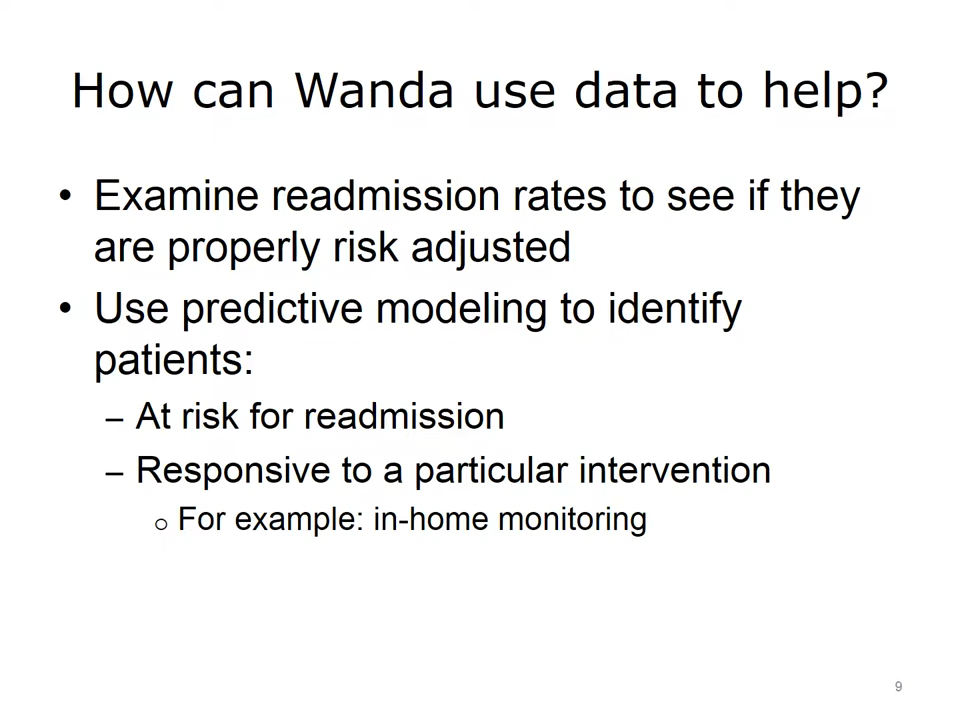 How can Wanda use data to help?
• Examine readmission rates to see if they
are properly risk adjusted
• Use predictive modeling to identify
patients:
– At risk for readmission
– Responsive to a particular intervention
○ For example: in-home monitoring
9